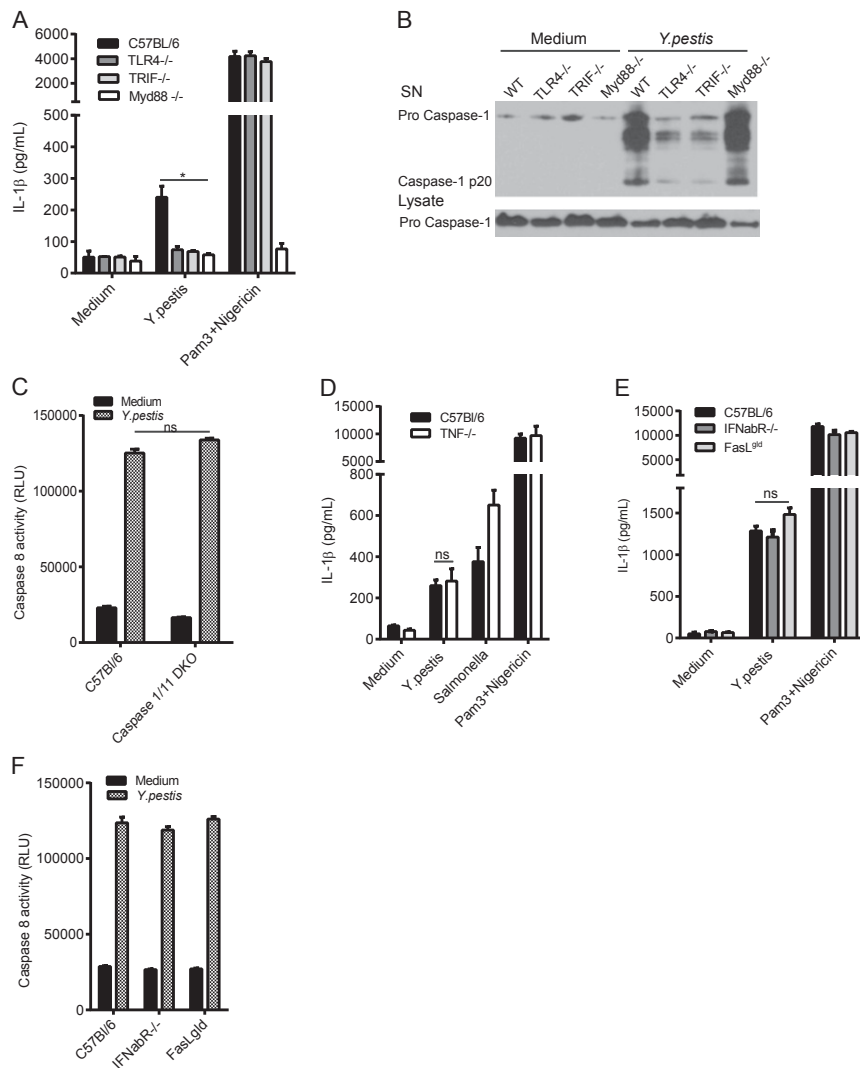 A
C57BL/6
TLR4-/-
TRIF-/-
Myd88 -/-
IL-1β (pg/mL)
6000
4000
2000
500
400
300
200
100
0
*
Medium
Y.pestis
Pam3+Nigericin
B
Medium
Y.pestis
SN
WT
TLR4-/-
TRIF-/-
Myd88-/-
WT
TLR4-/-
TRIF-/-
Myd88-/-
Pro Caspase-1
Caspase-1 p20
Lysate
Pro Caspase-1
C
Medium
Y.pestis
Caspase 8 activity (RLU)
150000
100000
50000
0
ns
C57Bl/6
Caspase 1/11 DKO
D
C57Bl/6
TNF-/-
IL-1β (pg/mL)
15000
10000
5000
800
600
400
200
0
ns
Medium
Y.pestis
Salmonella
Pam3+Nigericin
E
C57BL/6
IFNabR-/-
FasLgld
IL-1β (pg/mL)
15000
10000
5000
1500
1000
500
0
ns
Medium
Y.pestis
Pam3+Nigericin
F
Medium
Y.pestis
Caspase 8 activity (RLU)
150000
100000
50000
0
C57Bl/6
IFNabR-/-
FasLgld